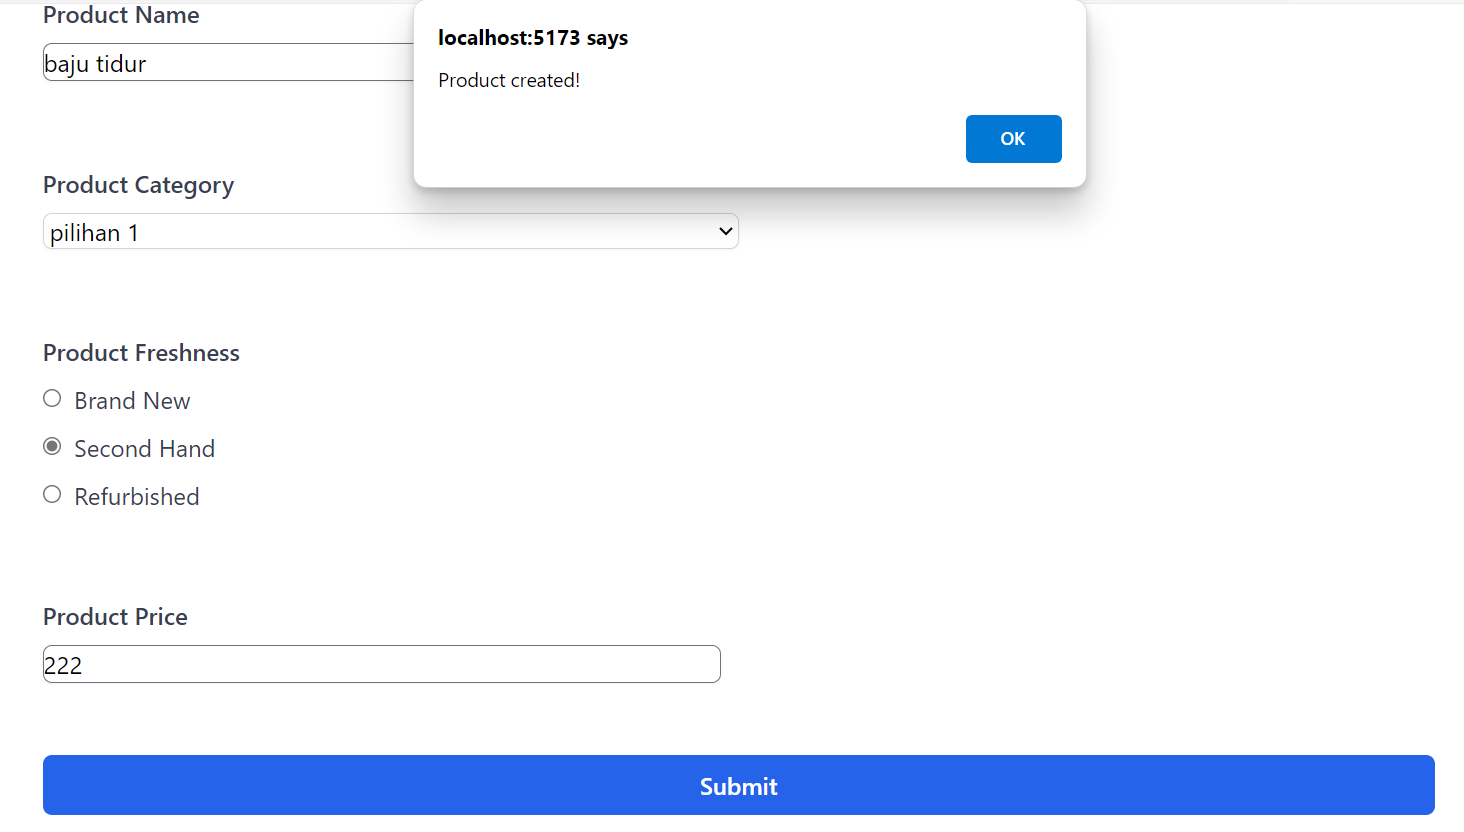 Product Name
baju tidur
localhost:5173 says
Product created!
OK
Product Category
pilihan 1
Product Freshness
Brand New
Second Hand
Refurbished
Product Price
222
Submit